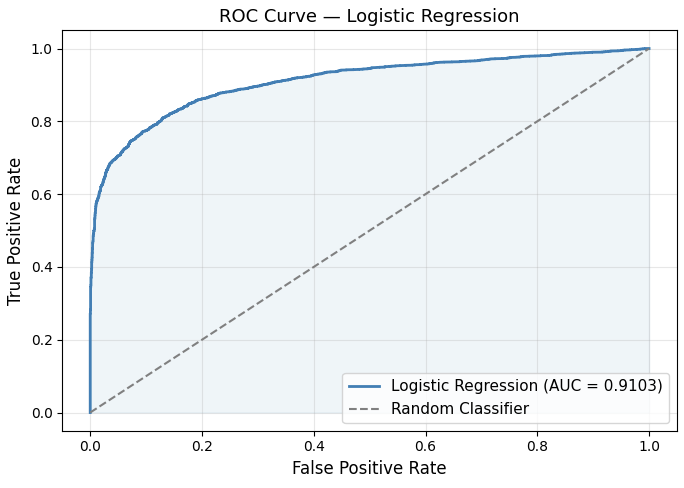 ROC Curve — Logistic Regression
True Positive Rate
1.0
0.8
0.6
0.4
0.2
0.0
Logistic Regression (AUC = 0.9103)
Random Classifier
0.0 0.2 0.4 0.6 0.8 1.0
False Positive Rate